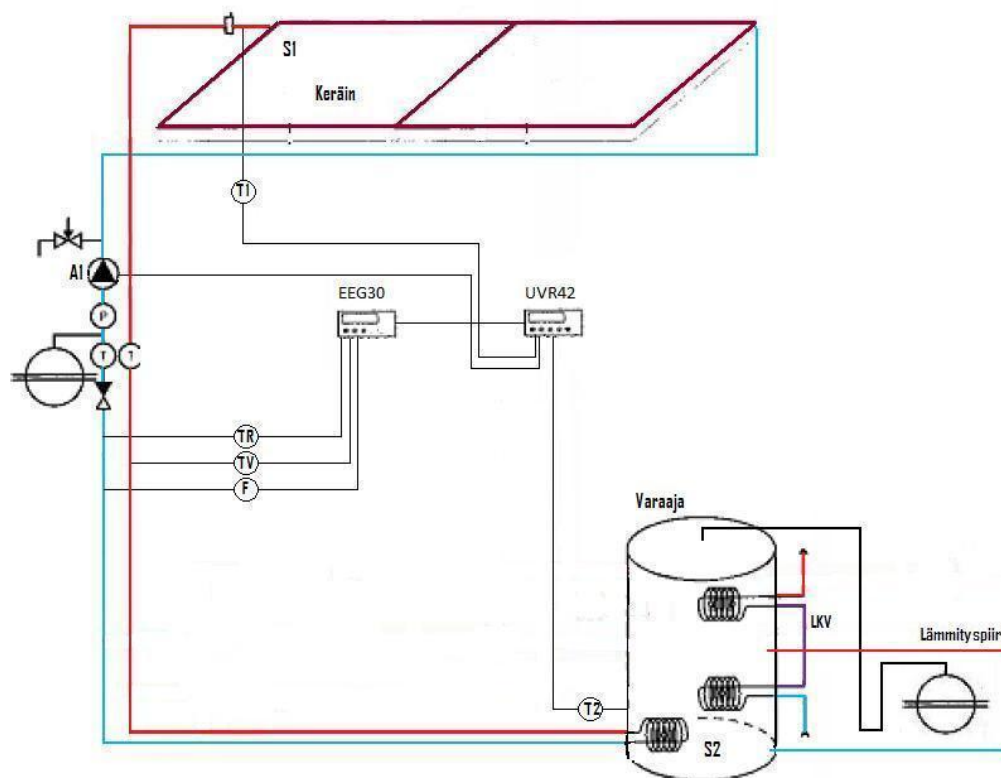 S1
Keräin
T1
A1
EEG30
UVR42
P
T
T
TR
TV
F
Varaaja
LKV
Lämmityspiir
T2
S2